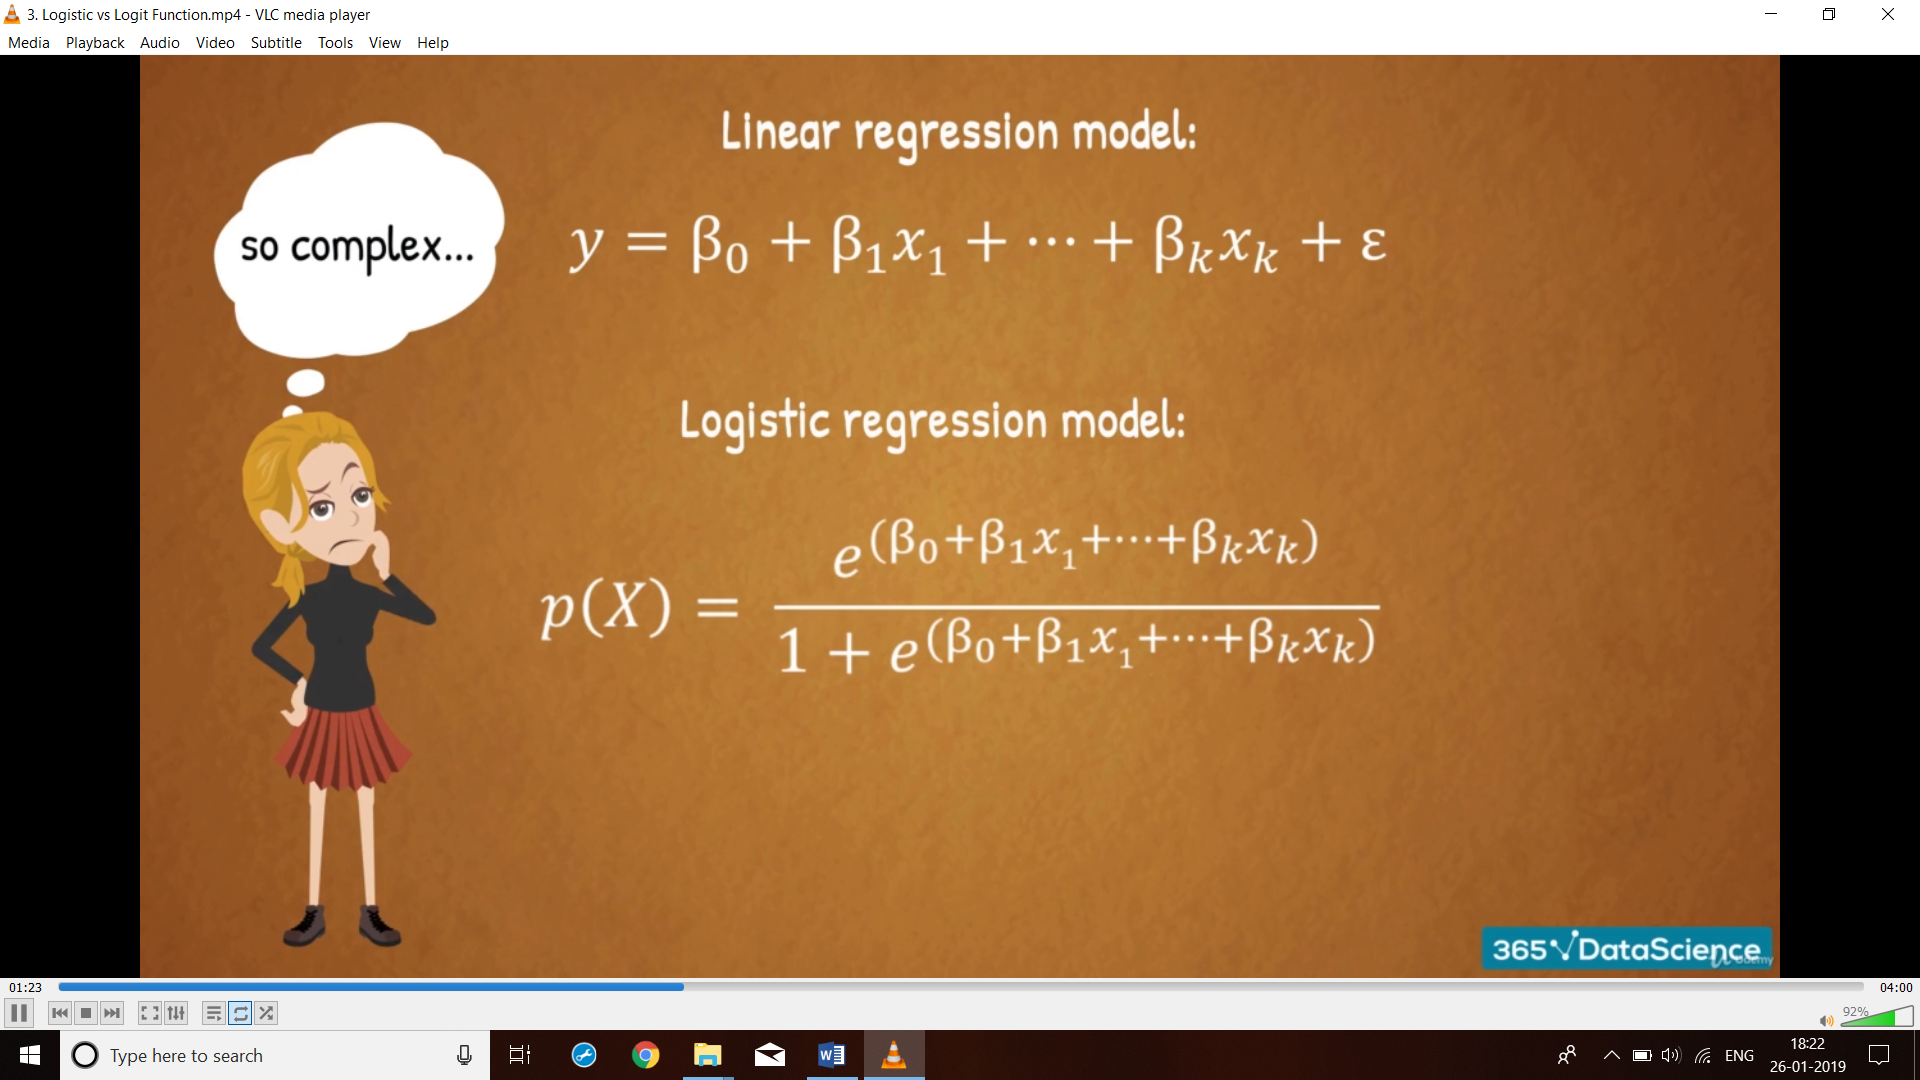 3. Logistic vs Logit Function.mp4 - VLC media player
Media Playback Audio Video Subtitle Tools View Help
Linear regression model:
so complex...
y = β₀ + β₁x₁ + ⋯ + βₖxₖ + ε
Logistic regression model:
p(X) = e^(β₀+β₁x₁+⋯+βₖxₖ) / 1 + e^(β₀+β₁x₁+⋯+βₖxₖ)
365 DataScience
Udemy
01:23 04:00
92%
Type here to search
ENG
18:22
26-01-2019